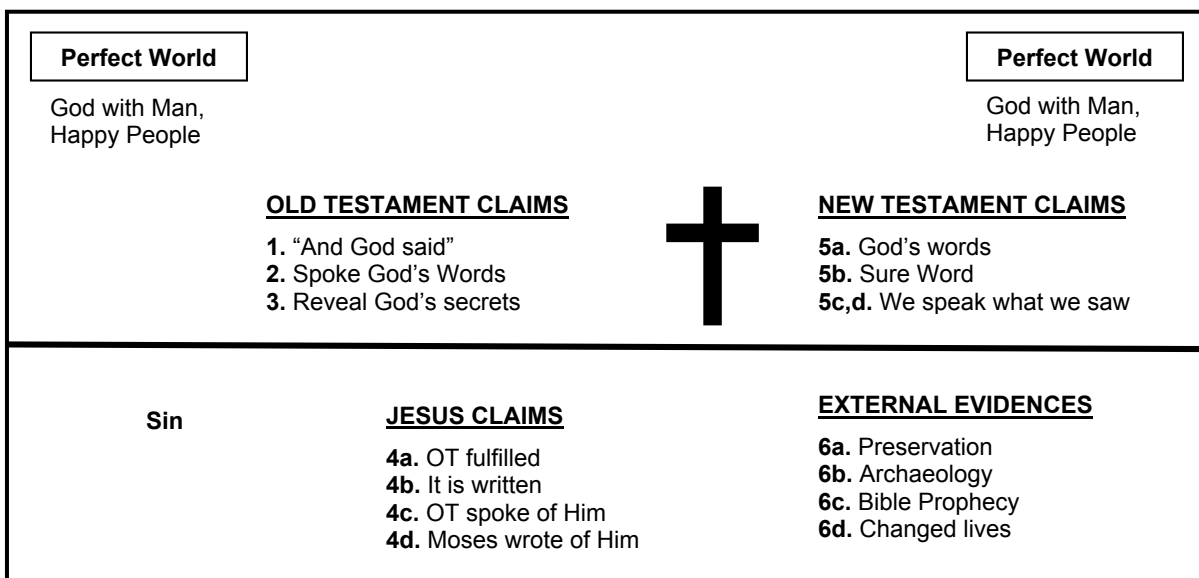 Perfect World
God with Man,
Happy People
Perfect World
God with Man,
Happy People
OLD TESTAMENT CLAIMS
1. “And God said”
2. Spoke God’s Words
3. Reveal God’s secrets
NEW TESTAMENT CLAIMS
5a. God’s words
5b. Sure Word
5c,d. We speak what we saw
Sin
JESUS CLAIMS
4a. OT fulfilled
4b. It is written
4c. OT spoke of Him
4d. Moses wrote of Him
EXTERNAL EVIDENCES
6a. Preservation
6b. Archaeology
6c. Bible Prophecy
6d. Changed lives